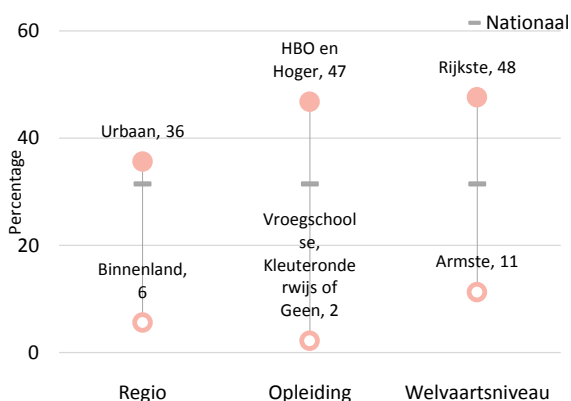 60
Nationaal
HBO en
Hoger, 47
Rijkste, 48
Urbaan, 36
40
Percentage
Vroegschool
se,
Kleuteronde
rwijs of
Geen, 2
Binnenland,
6
Armste, 11
20
0
Regio
Opleiding
Welvaartsniveau